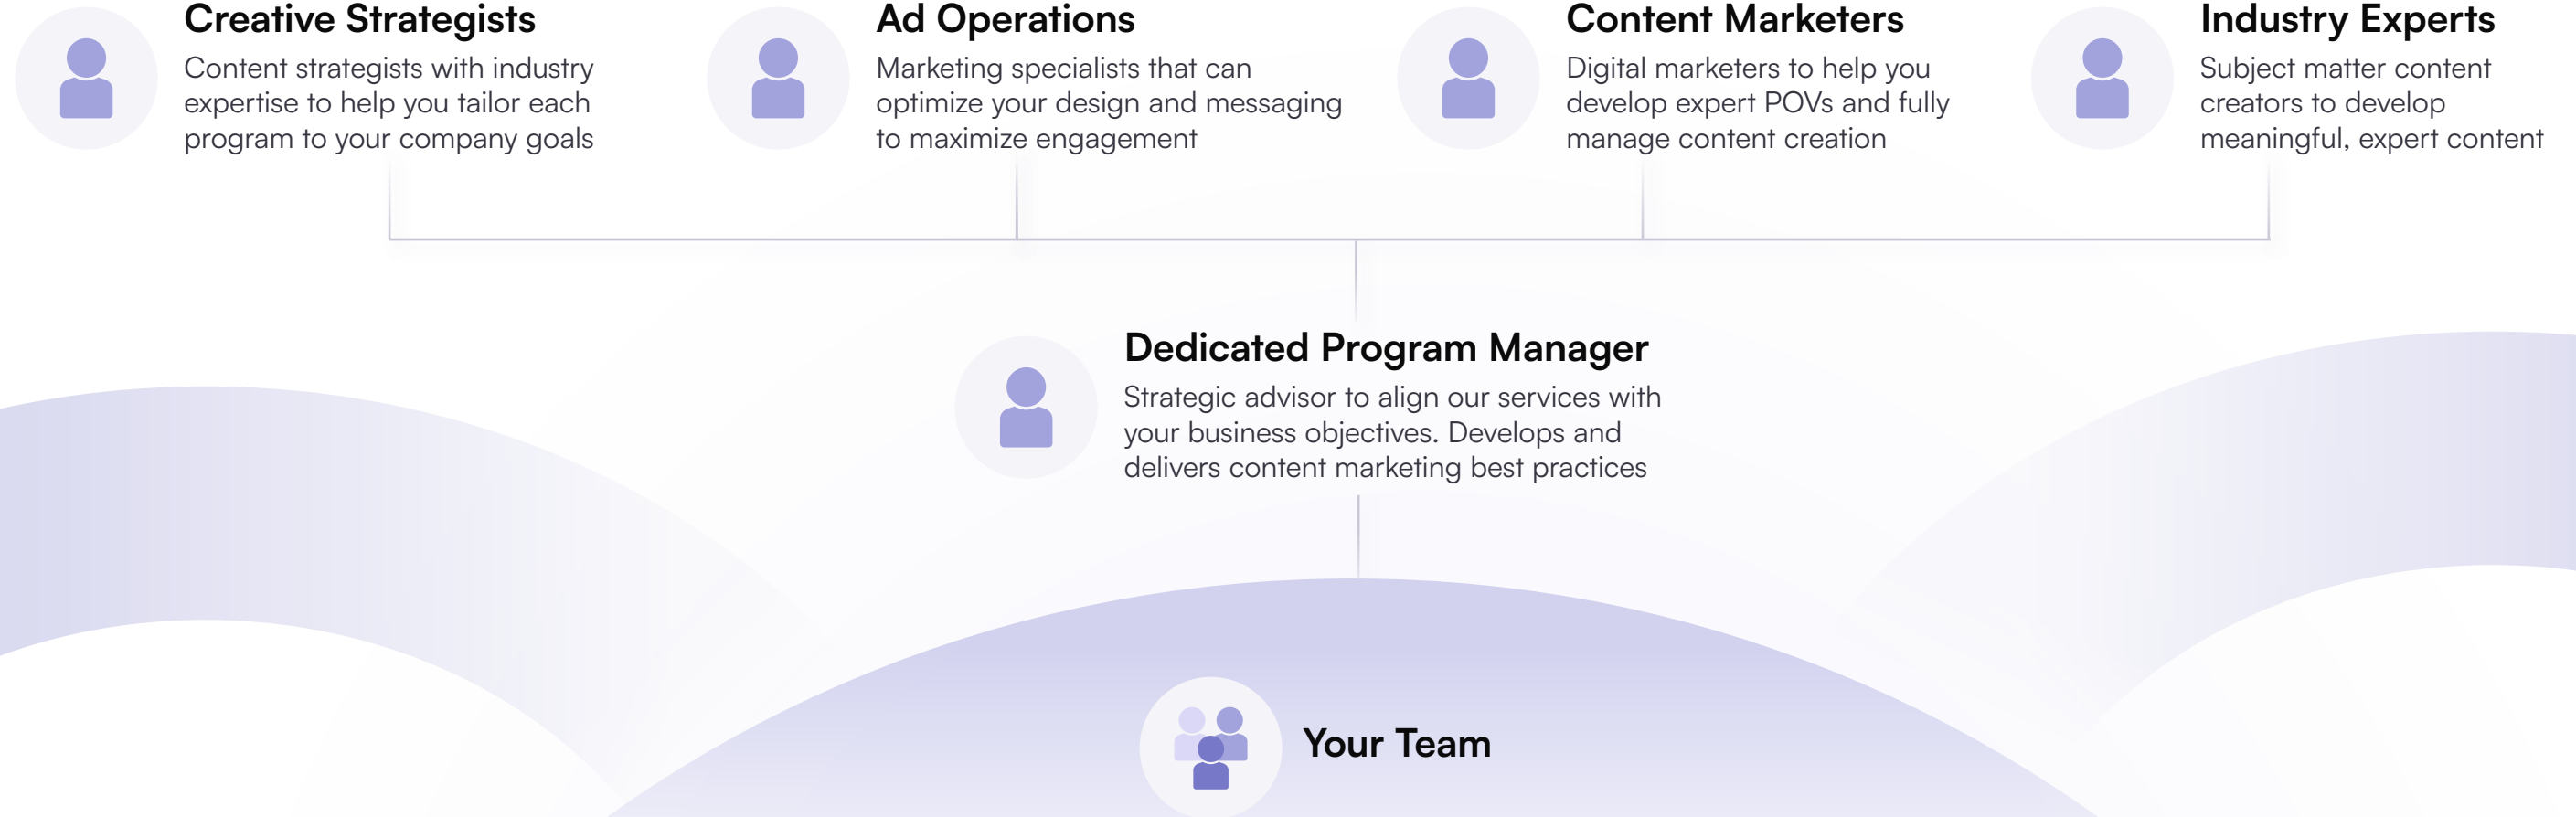 Creative Strategists
Content strategists with industry
expertise to help you tailor each
program to your company goals
Ad Operations
Marketing specialists that can
optimize your design and messaging
to maximize engagement
Content Marketers
Digital marketers to help you
develop expert POVs and fully
manage content creation
Industry Experts
Subject matter content
creators to develop
meaningful, expert content
Dedicated Program Manager
Strategic advisor to align our services with
your business objectives. Develops and
delivers content marketing best practices
Your Team